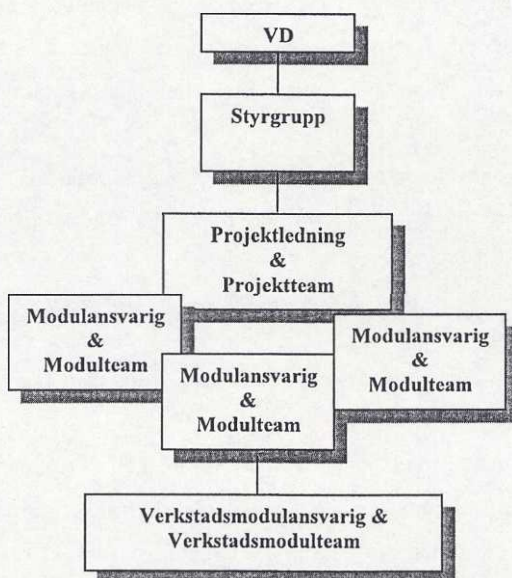 VD
Styrgrupp
Projektledning
&
Projektteam
Modulansvarig
&
Modulteam
Modulansvarig
&
Modulteam
Modulansvarig
&
Modulteam
Verkstadsmodulansvarig &
Verkstadsmodulteam